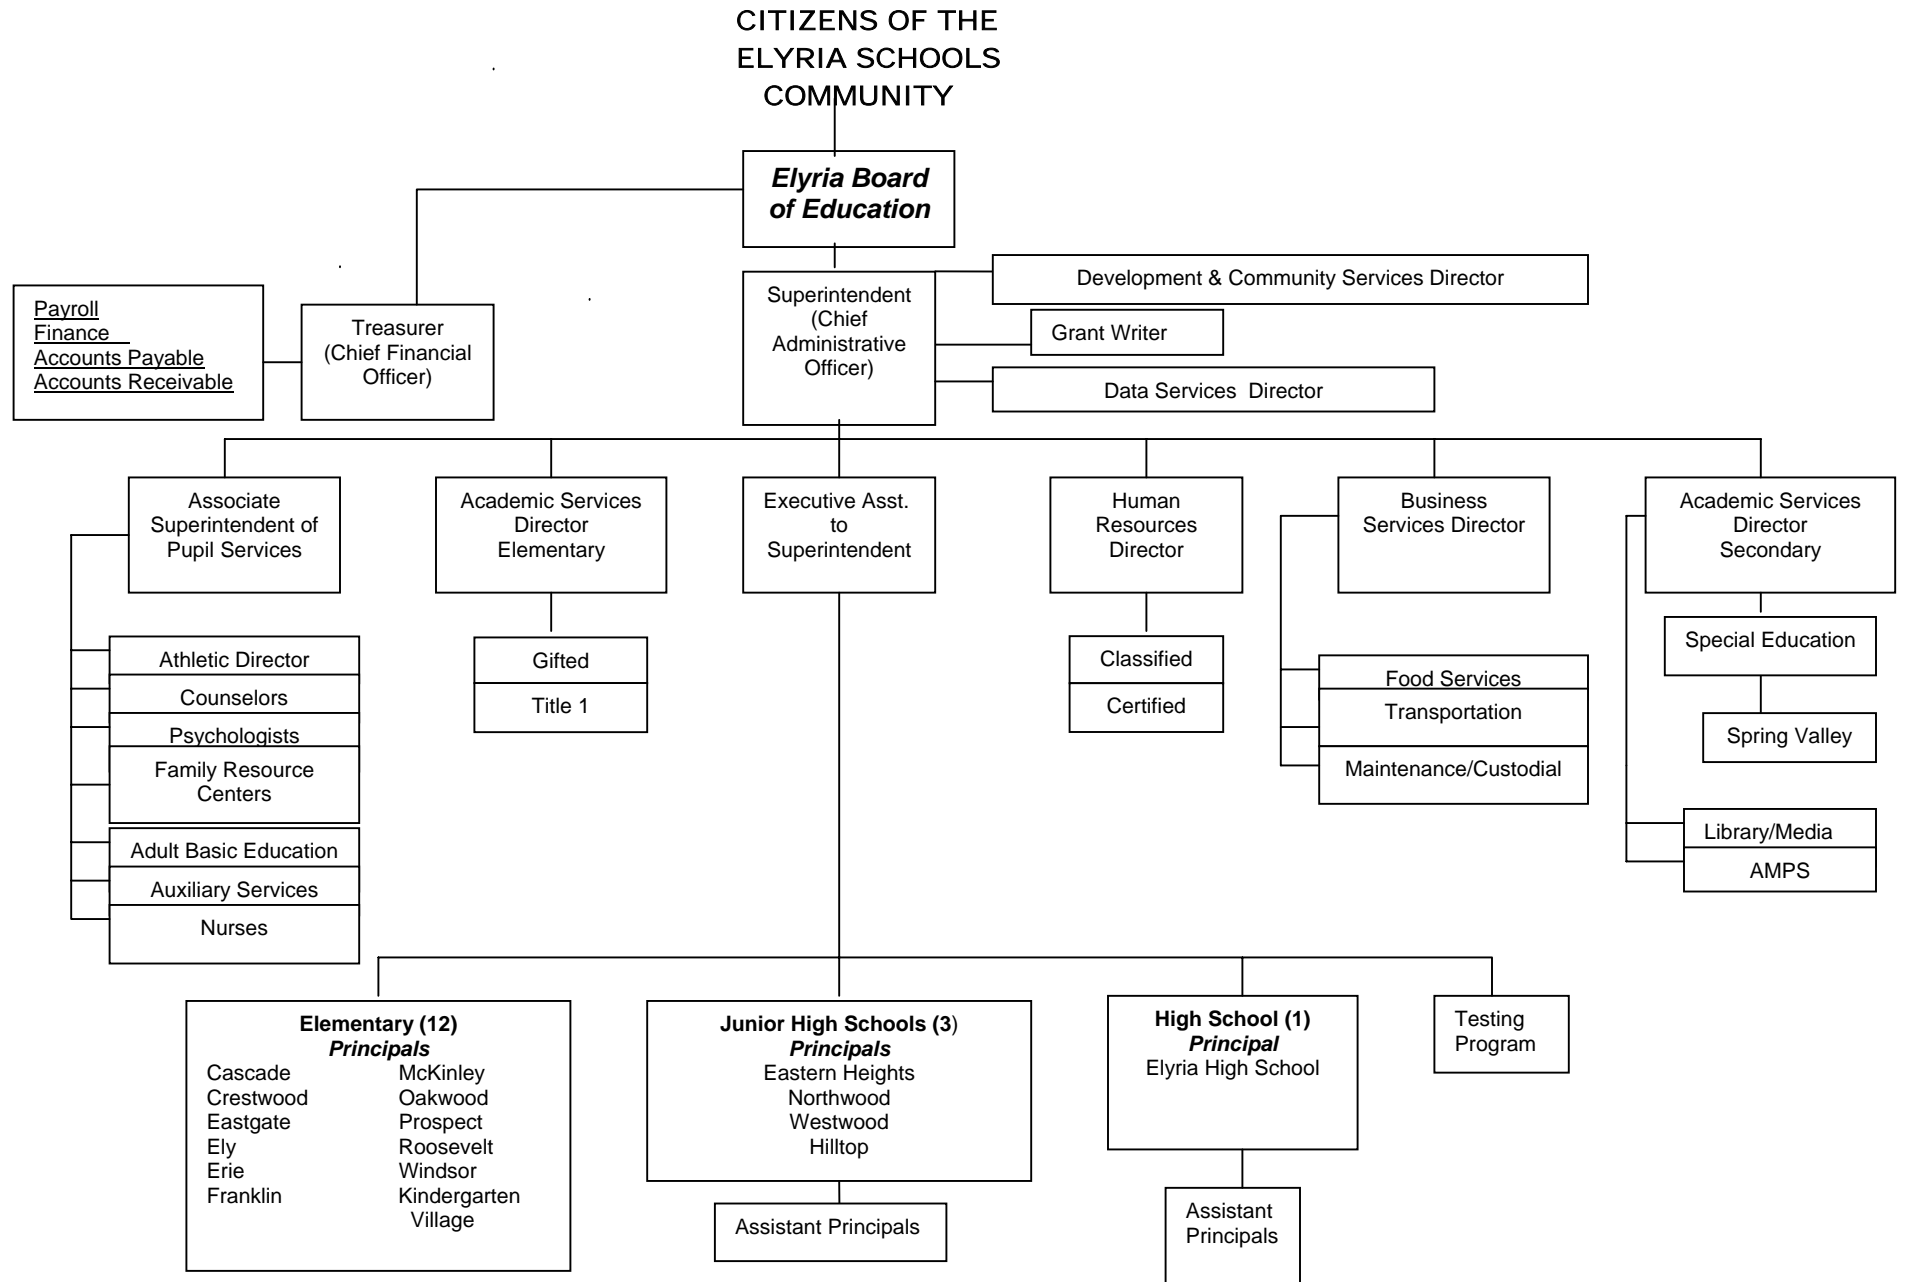 CITIZENS OF THE
ELYRIA SCHOOLS
COMMUNITY
Elyria Board
of Education
Payroll
Finance
Accounts Payable
Accounts Receivable
Treasurer
(Chief Financial
Officer)
Superintendent
(Chief
Administrative
Officer)
Development & Community Services Director
Grant Writer
Data Services Director
Associate
Superintendent of
Pupil Services
Academic Services
Director
Elementary
Executive Asst.
to
Superintendent
Human
Resources
Director
Business
Services Director
Academic Services
Director
Secondary
Athletic Director
Counselors
Psychologists
Family Resource
Centers
Adult Basic Education
Auxiliary Services
Nurses
Gifted
Title 1
Classified
Certified
Food Services
Transportation
Maintenance/Custodial
Special Education
Spring Valley
Library/Media
AMPS
Elementary (12)
Principals
Cascade
Crestwood
Eastgate
Ely
Erie
Franklin
McKinley
Oakwood
Prospect
Roosevelt
Windsor
Kindergarten
Village
Junior High Schools (3)
Principals
Eastern Heights
Northwood
Westwood
Hilltop
Assistant Principals
High School (1)
Principal
Elyria High School
Assistant
Principals
Testing
Program